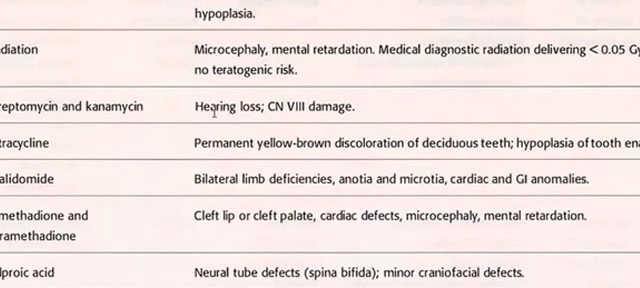 hypoplasia.
diation Microcephaly, mental retardation. Medical diagnostic radiation delivering < 0.05 Gy
no teratogenic risk.
reptomycin and kanamycin Hearing loss; CN VIII damage.
tracycline Permanent yellow-brown discoloration of deciduous teeth; hypoplasia of tooth ena
alidomide Bilateral limb deficiencies, anotia and microtia, cardiac and GI anomalies.
methadione and Cleft lip or cleft palate, cardiac defects, microcephaly, mental retardation.
ramethadione
lproic acid Neural tube defects (spina bifida); minor craniofacial defects.